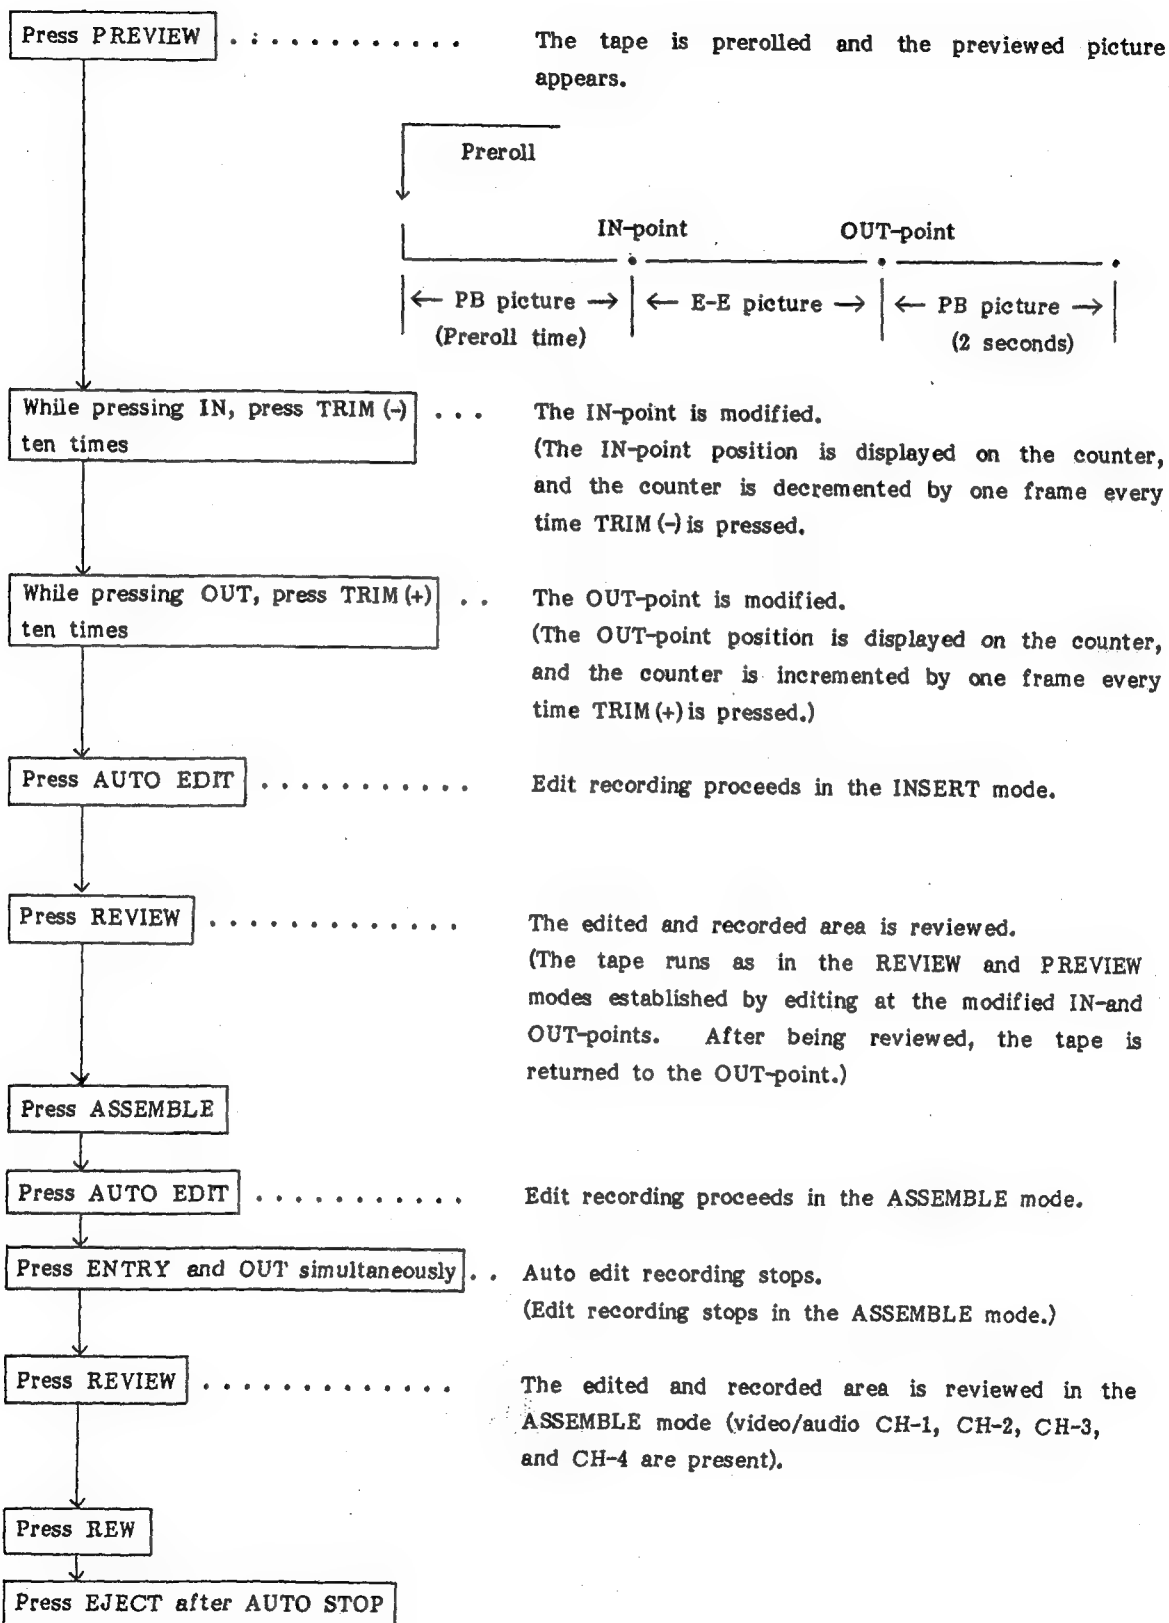 Press PREVIEW . . . . . . . . . . . . The tape is prerolled and the previewed picture
appears.
Preroll
IN-point OUT-point
← PB picture → ← E-E picture → ← PB picture →
(Preroll time) (2 seconds)
While pressing IN, press TRIM (-) . . . The IN-point is modified.
ten times (The IN-point position is displayed on the counter,
and the counter is decremented by one frame every
time TRIM (-) is pressed.
While pressing OUT, press TRIM (+) . . The OUT-point is modified.
ten times (The OUT-point position is displayed on the counter,
and the counter is incremented by one frame every
time TRIM (+) is pressed.)
Press AUTO EDIT . . . . . . . . . . . Edit recording proceeds in the INSERT mode.
Press REVIEW . . . . . . . . . . . . . The edited and recorded area is reviewed.
(The tape runs as in the REVIEW and PREVIEW
modes established by editing at the modified IN-and
OUT-points. After being reviewed, the tape is
returned to the OUT-point.)
Press ASSEMBLE
Press AUTO EDIT . . . . . . . . . . . Edit recording proceeds in the ASSEMBLE mode.
Press ENTRY and OUT simultaneously . . Auto edit recording stops.
(Edit recording stops in the ASSEMBLE mode.)
Press REVIEW . . . . . . . . . . . . . The edited and recorded area is reviewed in the
ASSEMBLE mode (video/audio CH-1, CH-2, CH-3,
and CH-4 are present).
Press REW
Press EJECT after AUTO STOP